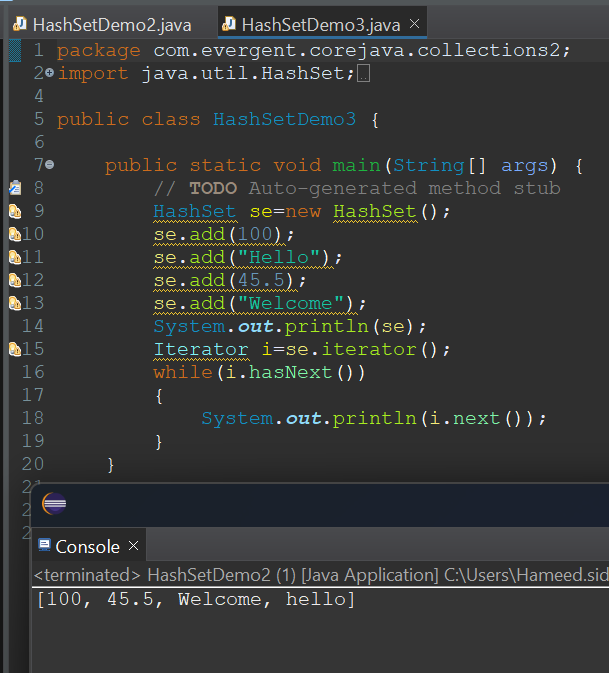 HashSetDemo2.java HashSetDemo3.java
1 package com.evergent.corejava.collections2;
2 import java.util.HashSet;
4
5 public class HashSetDemo3 {
6
7 public static void main(String[] args) {
8 // TODO Auto-generated method stub
9 HashSet se=new HashSet();
10 se.add(100);
11 se.add("Hello");
12 se.add(45.5);
13 se.add("Welcome");
14 System.out.println(se);
15 Iterator i=se.iterator();
16 while(i.hasNext())
17 {
18 System.out.println(i.next());
19 }
20 }
Console
<terminated> HashSetDemo2 (1) [Java Application] C:\Users\Hameed.sid
[100, 45.5, Welcome, hello]